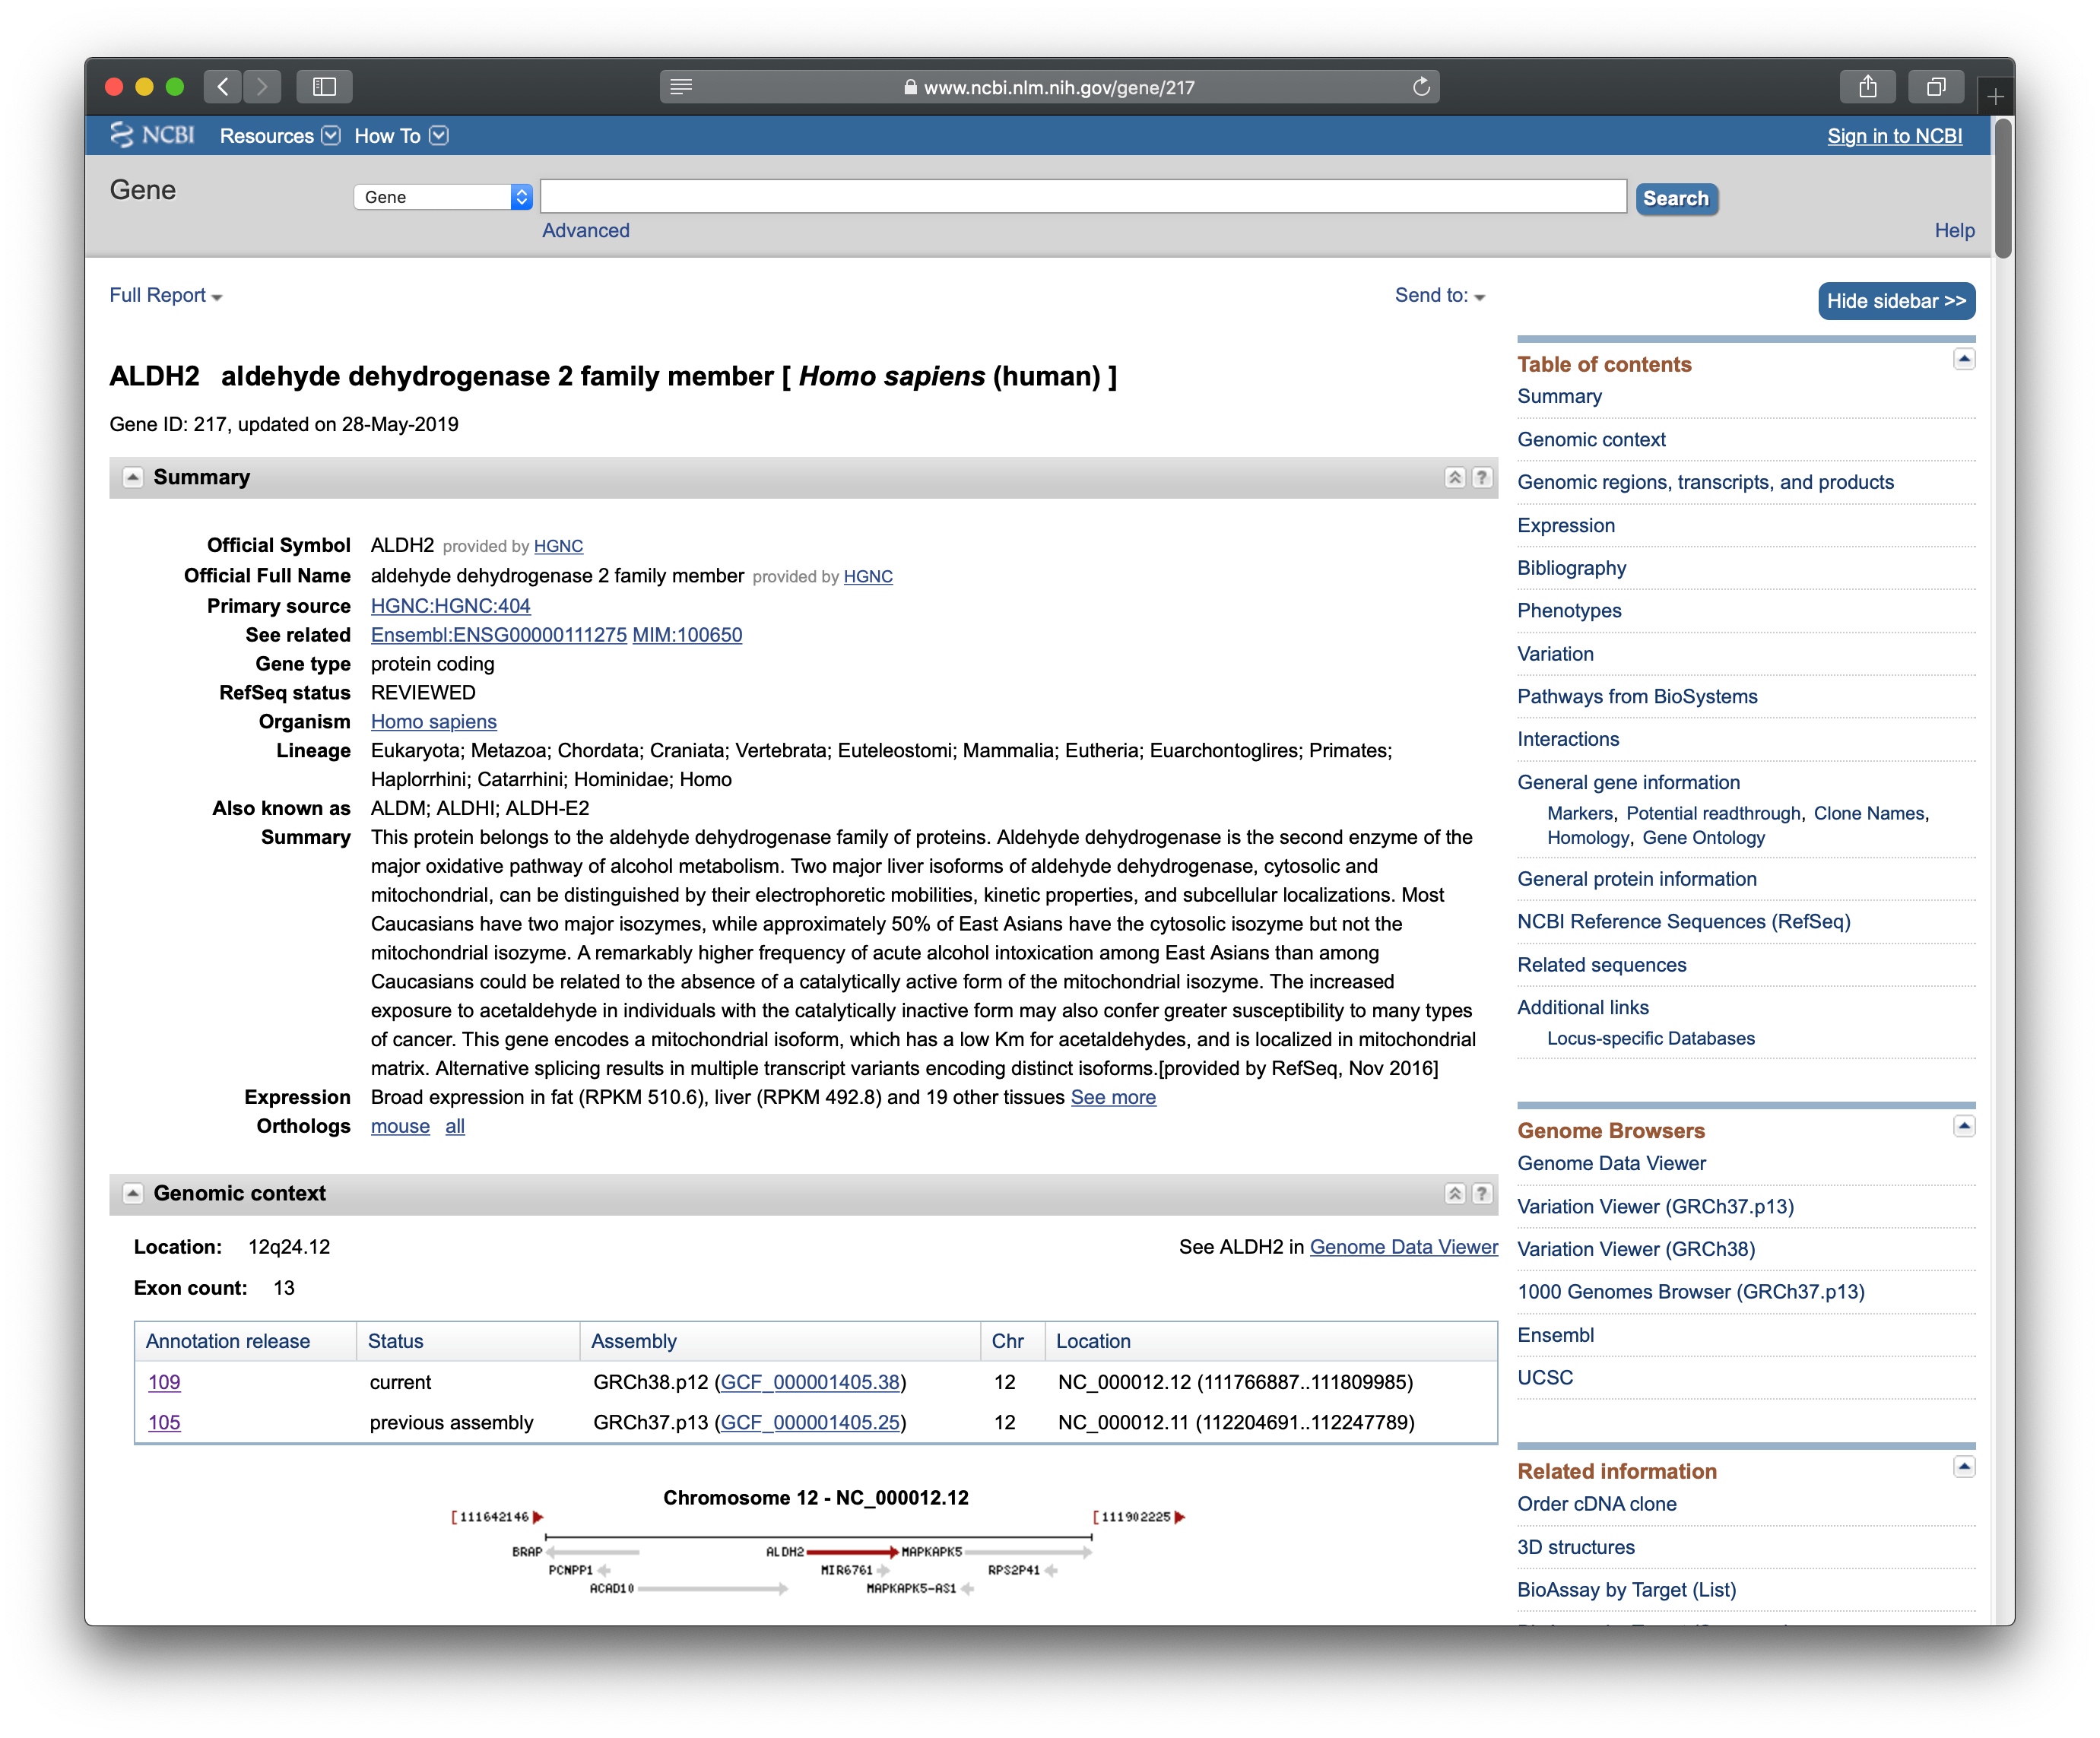 www.ncbi.nlm.nih.gov/gene/217
NCBI Resources How To Sign in to NCBI
Gene Gene Search
Advanced Help
Full Report Send to: Hide sidebar >>
ALDH2 aldehyde dehydrogenase 2 family member [ Homo sapiens (human) ]
Gene ID: 217, updated on 28-May-2019
Summary
Official Symbol ALDH2 provided by HGNC
Official Full Name aldehyde dehydrogenase 2 family member provided by HGNC
Primary source HGNC:HGNC:404
See related Ensembl:ENSG00000111275 MIM:100650
Gene type protein coding
RefSeq status REVIEWED
Organism Homo sapiens
Lineage Eukaryota; Metazoa; Chordata; Craniata; Vertebrata; Euteleostomi; Mammalia; Eutheria; Euarchontoglires; Primates;
Haplorrhini; Catarrhini; Hominidae; Homo
Also known as ALDM; ALDHI; ALDH-E2
Summary This protein belongs to the aldehyde dehydrogenase family of proteins. Aldehyde dehydrogenase is the second enzyme of the
major oxidative pathway of alcohol metabolism. Two major liver isoforms of aldehyde dehydrogenase, cytosolic and
mitochondrial, can be distinguished by their electrophoretic mobilities, kinetic properties, and subcellular localizations. Most
Caucasians have two major isozymes, while approximately 50% of East Asians have the cytosolic isozyme but not the
mitochondrial isozyme. A remarkably higher frequency of acute alcohol intoxication among East Asians than among
Caucasians could be related to the absence of a catalytically active form of the mitochondrial isozyme. The increased
exposure to acetaldehyde in individuals with the catalytically inactive form may also confer greater susceptibility to many types
of cancer. This gene encodes a mitochondrial isoform, which has a low Km for acetaldehydes, and is localized in mitochondrial
matrix. Alternative splicing results in multiple transcript variants encoding distinct isoforms.[provided by RefSeq, Nov 2016]
Expression Broad expression in fat (RPKM 510.6), liver (RPKM 492.8) and 19 other tissues See more
Orthologs mouse all
Genomic context
Location: 12q24.12 See ALDH2 in Genome Data Viewer
Exon count: 13
Annotation release Status Assembly Chr Location
109 current GRCh38.p12 (GCF_000001405.38) 12 NC_000012.12 (111766887..111809985)
105 previous assembly GRCh37.p13 (GCF_000001405.25) 12 NC_000012.11 (112204691..112247789)
Chromosome 12 - NC_000012.12
[111642146 [111902225
BRAP ALDH2 MAPKAPK5
PCNPP1 MIR6761 RPS2P41
ACAD10 MAPKAPK5-AS1
Table of contents
Summary
Genomic context
Genomic regions, transcripts, and products
Expression
Bibliography
Phenotypes
Variation
Pathways from BioSystems
Interactions
General gene information
Markers, Potential readthrough, Clone Names,
Homology, Gene Ontology
General protein information
NCBI Reference Sequences (RefSeq)
Related sequences
Additional links
Locus-specific Databases
Genome Browsers
Genome Data Viewer
Variation Viewer (GRCh37.p13)
Variation Viewer (GRCh38)
1000 Genomes Browser (GRCh37.p13)
Ensembl
UCSC
Related information
Order cDNA clone
3D structures
BioAssay by Target (List)